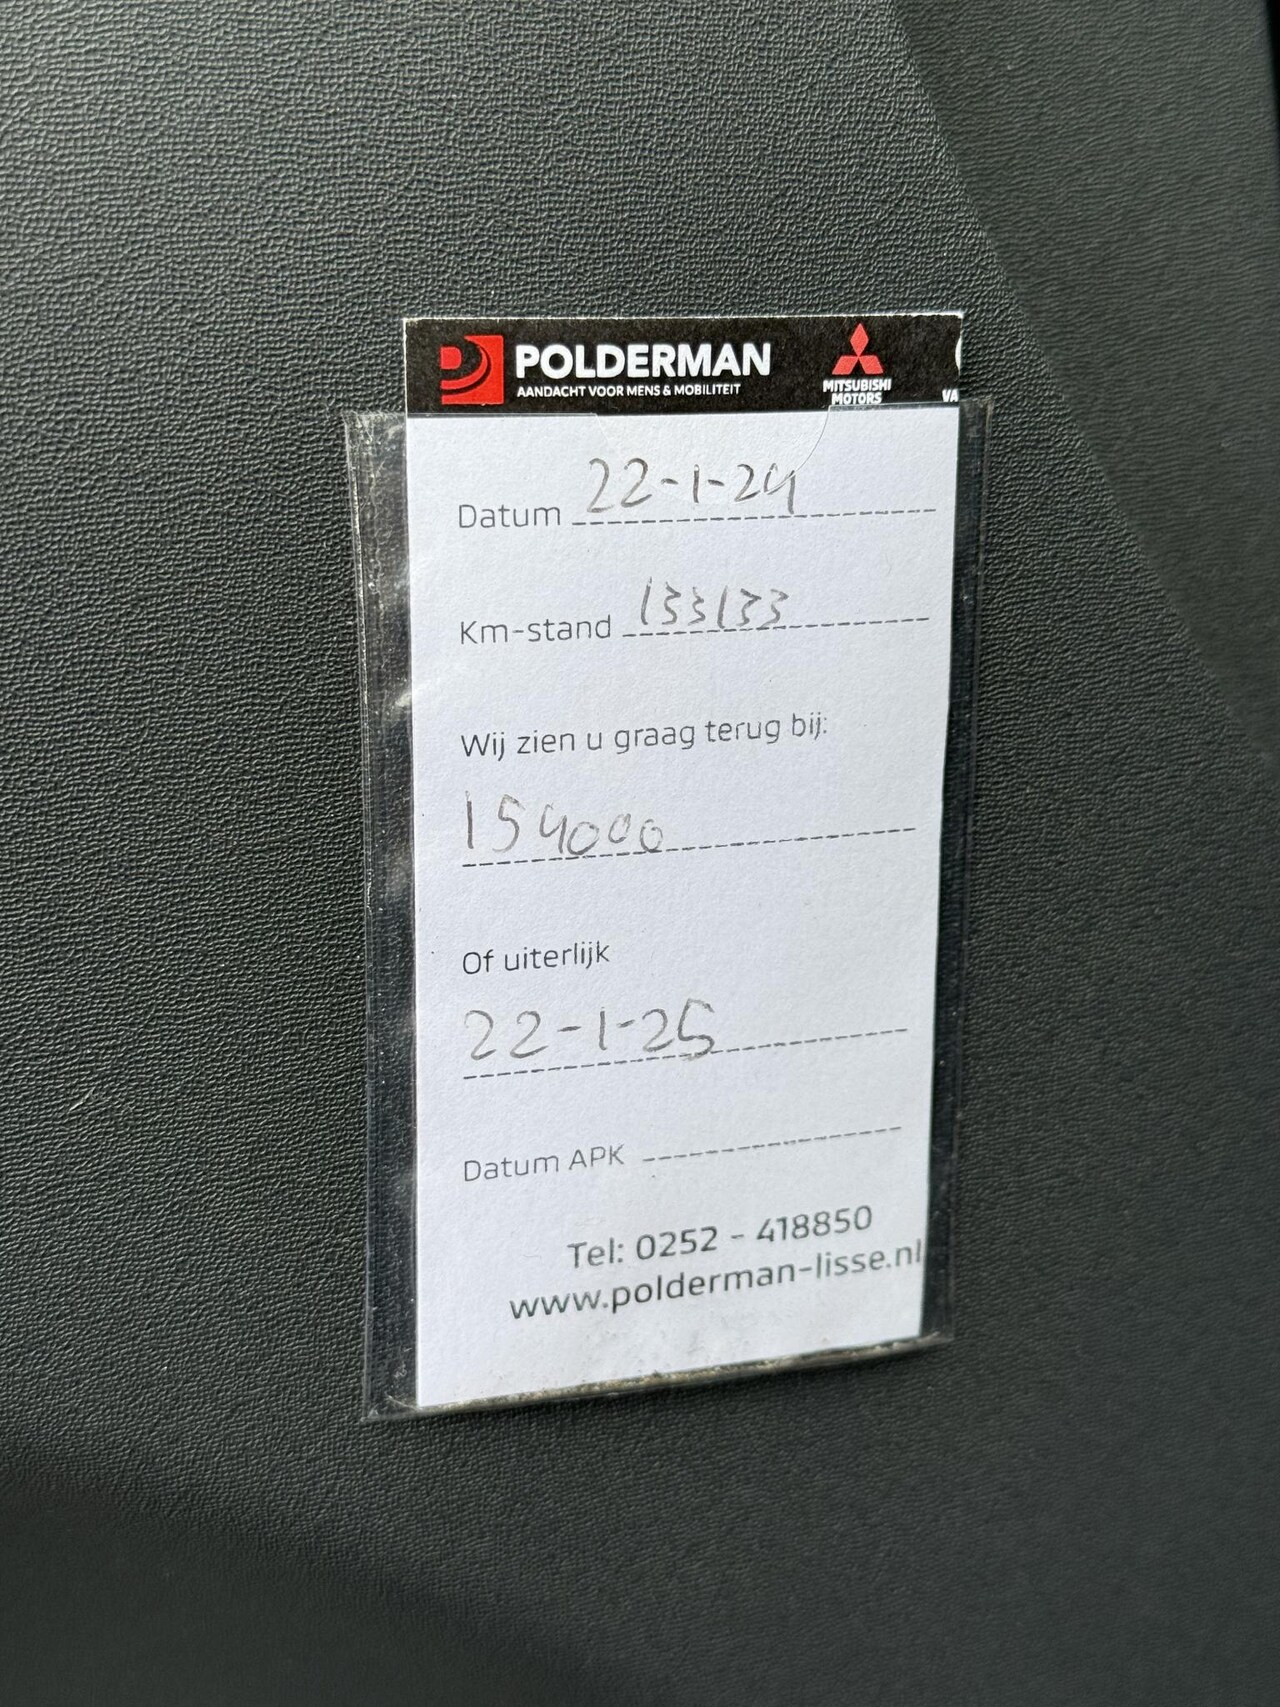 POLDERMAN
AANDACHT VOOR MENS & MOBILITEIT
MITSUBISHI
MOTORS
VA
Datum 22-1-24
Km-stand 133133
Wij zien u graag terug bij:
154000
Of uiterlijk
22-1-25
Datum APK
Tel: 0252 - 418850
www.polderman-lisse.nl